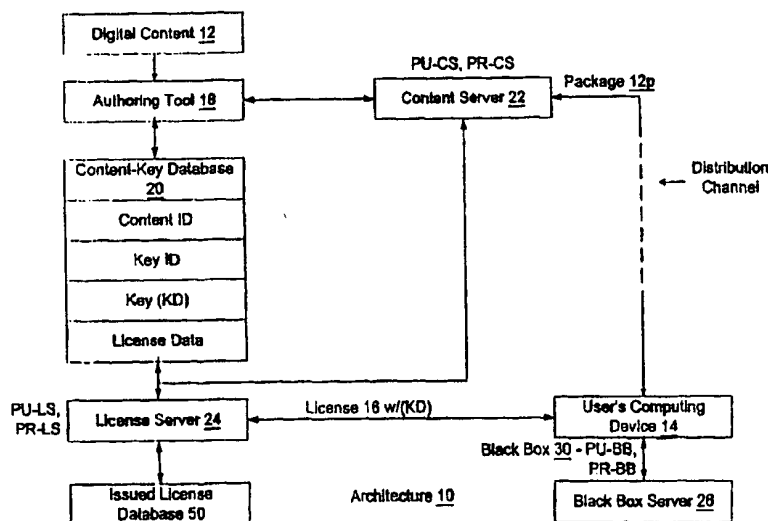 Digital Content 12
PU-CS, PR-CS
Package 12p
Authoring Tool 18
Content Server 22
Content-Key Database
20
Distribution
Channel
Content ID
Key ID
Key (KD)
License Data
PU-LS,
PR-LS
License Server 24
License 16 w/(KD)
User's Computing
Device 14
Black Box 30 - PU-BB,
PR-BB
Issued License
Database 50
Architecture 10
Black Box Server 26